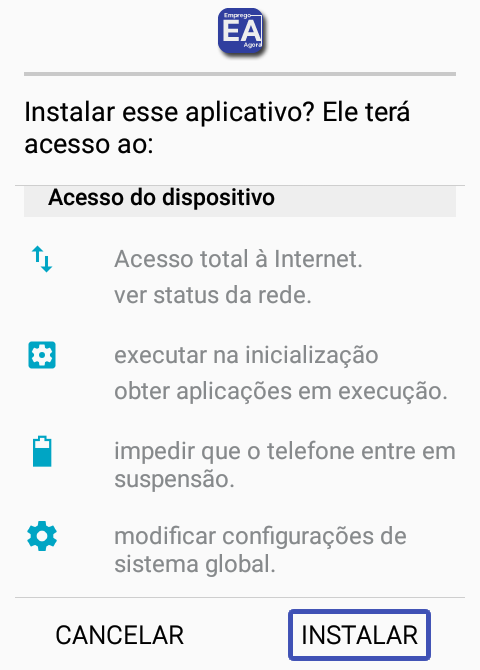 Emprego
EA
Agora
Instalar esse aplicativo? Ele terá
acesso ao:
Acesso do dispositivo
Acesso total à Internet.
ver status da rede.
executar na inicialização
obter aplicações em execução.
impedir que o telefone entre em
suspensão.
modificar configurações de
sistema global.
CANCELAR
INSTALAR